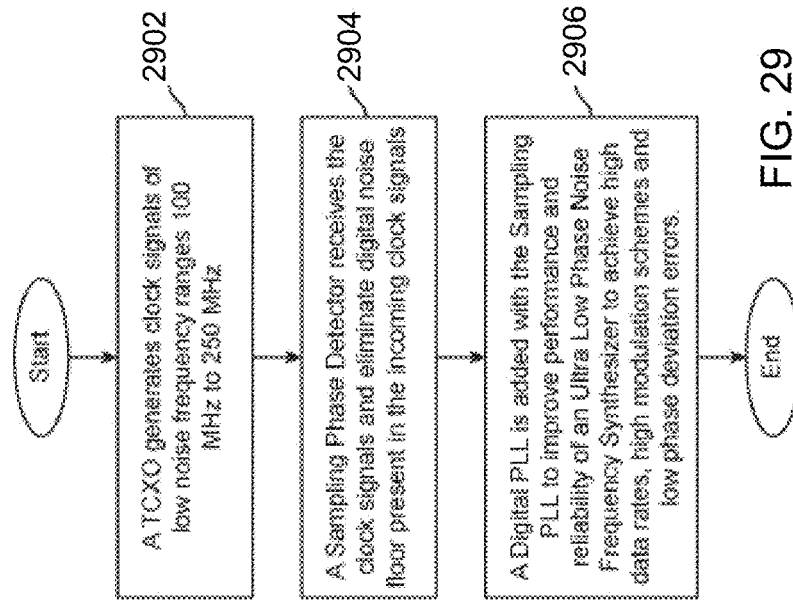 Start
A TCXO generates clock signals of
low noise frequency ranges 100
MHz to 250 MHz
2902
A Sampling Phase Detector receives the
clock signals and eliminate digital noise
floor present in the incoming clock signals
2904
A Digital PLL is added with the Sampling
PLL to improve performance and
reliability of an Ultra Low Phase Noise
Frequency Synthesizer to achieve high
data rates, high modulation schemes and
low phase deviation errors.
2906
End
FIG. 29